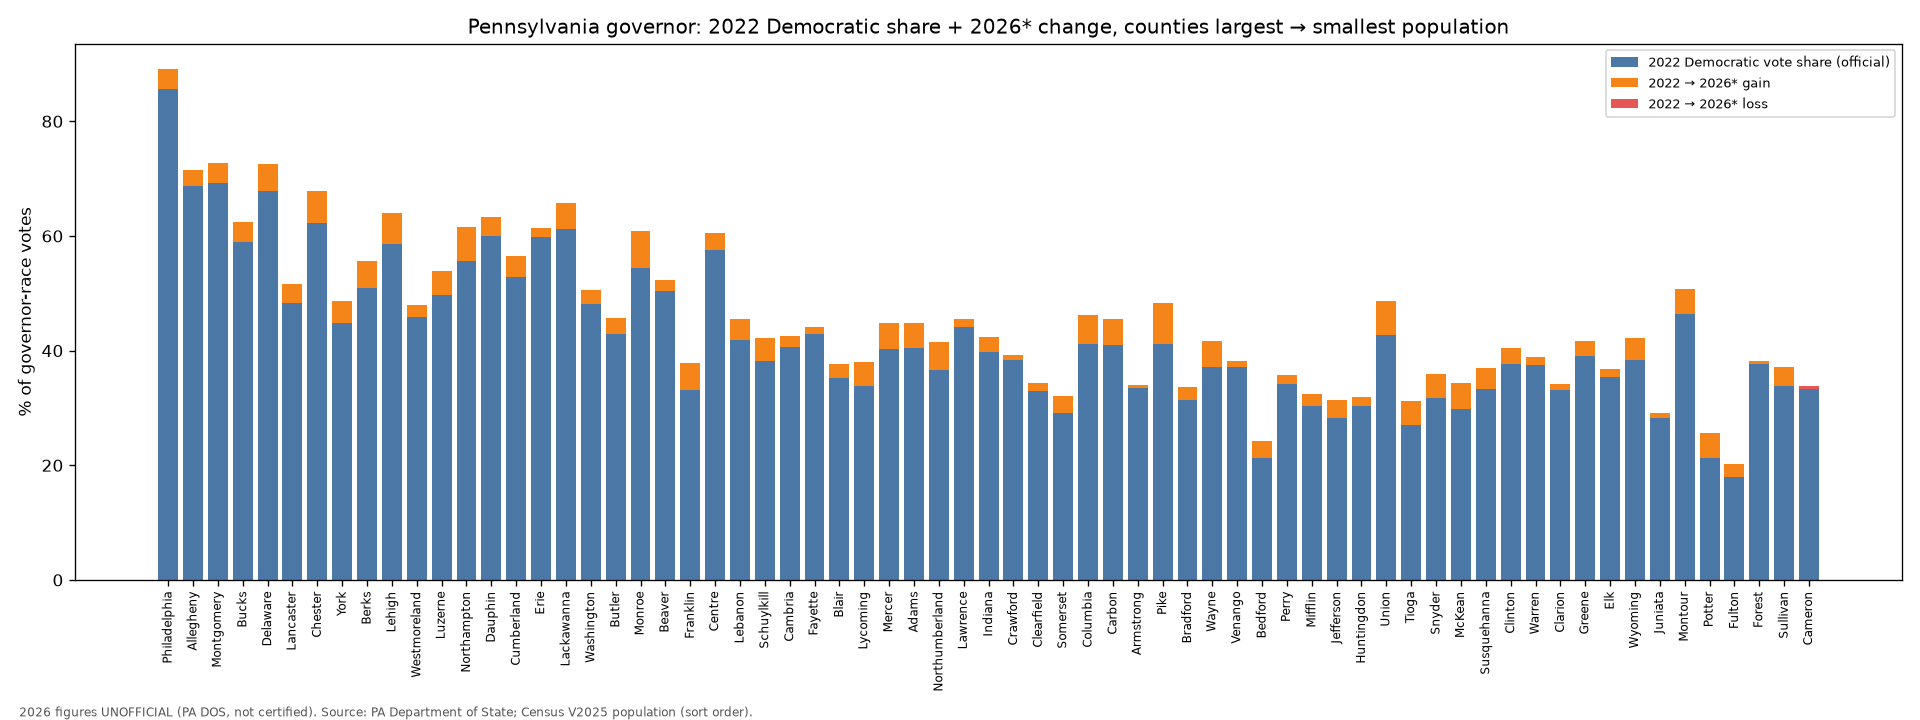 Pennsylvania governor: 2022 Democratic share + 2026* change, counties largest → smallest population
2022 Democratic vote share (official)
2022 → 2026* gain
2022 → 2026* loss
% of governor-race votes
80
60
40
20
0
Philadelphia
Allegheny
Montgomery
Bucks
Delaware
Lancaster
Chester
York
Berks
Lehigh
Westmoreland
Luzerne
Northampton
Dauphin
Cumberland
Erie
Lackawanna
Washington
Butler
Monroe
Beaver
Franklin
Centre
Lebanon
Schuylkill
Cambria
Fayette
Blair
Lycoming
Mercer
Adams
Northumberland
Lawrence
Indiana
Crawford
Clearfield
Somerset
Columbia
Carbon
Armstrong
Pike
Bradford
Wayne
Venango
Bedford
Perry
Mifflin
Jefferson
Huntingdon
Union
Tioga
Snyder
McKean
Susquehanna
Clinton
Warren
Clarion
Greene
Elk
Wyoming
Juniata
Montour
Potter
Fulton
Forest
Sullivan
Cameron
2026 figures UNOFFICIAL (PA DOS, not certified). Source: PA Department of State; Census V2025 population (sort order).